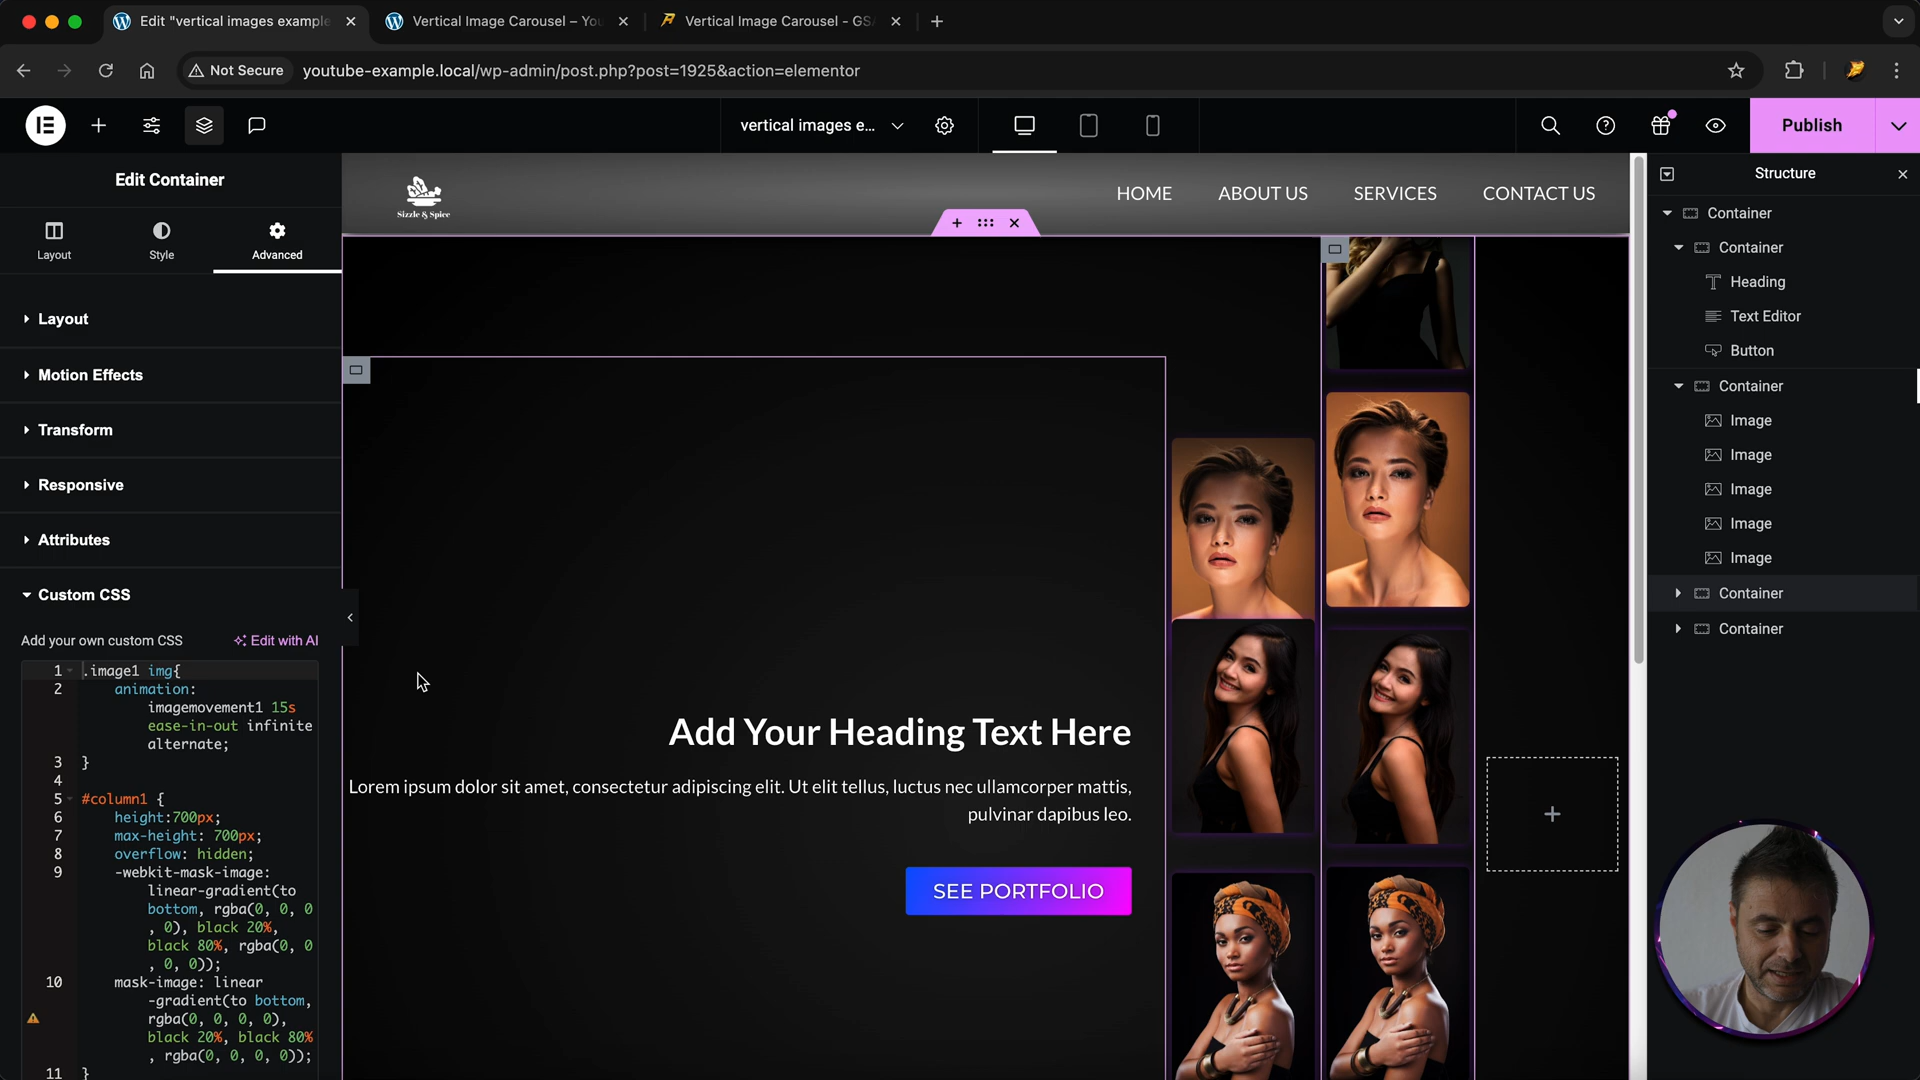 Edit "vertical images example
Vertical Image Carousel – You
Vertical Image Carousel - GSA
Not Secure
youtube-example.local/wp-admin/post.php?post=1925&action=elementor
vertical images e...
Publish
Edit Container
Layout
Style
Advanced
Layout
Motion Effects
Transform
Responsive
Attributes
Custom CSS
Add your own custom CSS
Edit with AI
1 .image1 img{
2 animation:
imagemovement1 15s
ease-in-out infinite
alternate;
3 }
4
5 #column1 {
6 height:700px;
7 max-height: 700px;
8 overflow: hidden;
9 -webkit-mask-image:
linear-gradient(to
bottom, rgba(0, 0, 0
, 0), black 20%,
black 80%, rgba(0, 0
, 0, 0));
10 mask-image: linear
-gradient(to bottom,
rgba(0, 0, 0, 0),
black 20%, black 80%
, rgba(0, 0, 0, 0));
11 }
Sizzle & Spice
HOME
ABOUT US
SERVICES
CONTACT US
Add Your Heading Text Here
Lorem ipsum dolor sit amet, consectetur adipiscing elit. Ut elit tellus, luctus nec ullamcorper mattis,
pulvinar dapibus leo.
SEE PORTFOLIO
Structure
Container
Container
Heading
Text Editor
Button
Container
Image
Image
Image
Image
Image
Container
Container